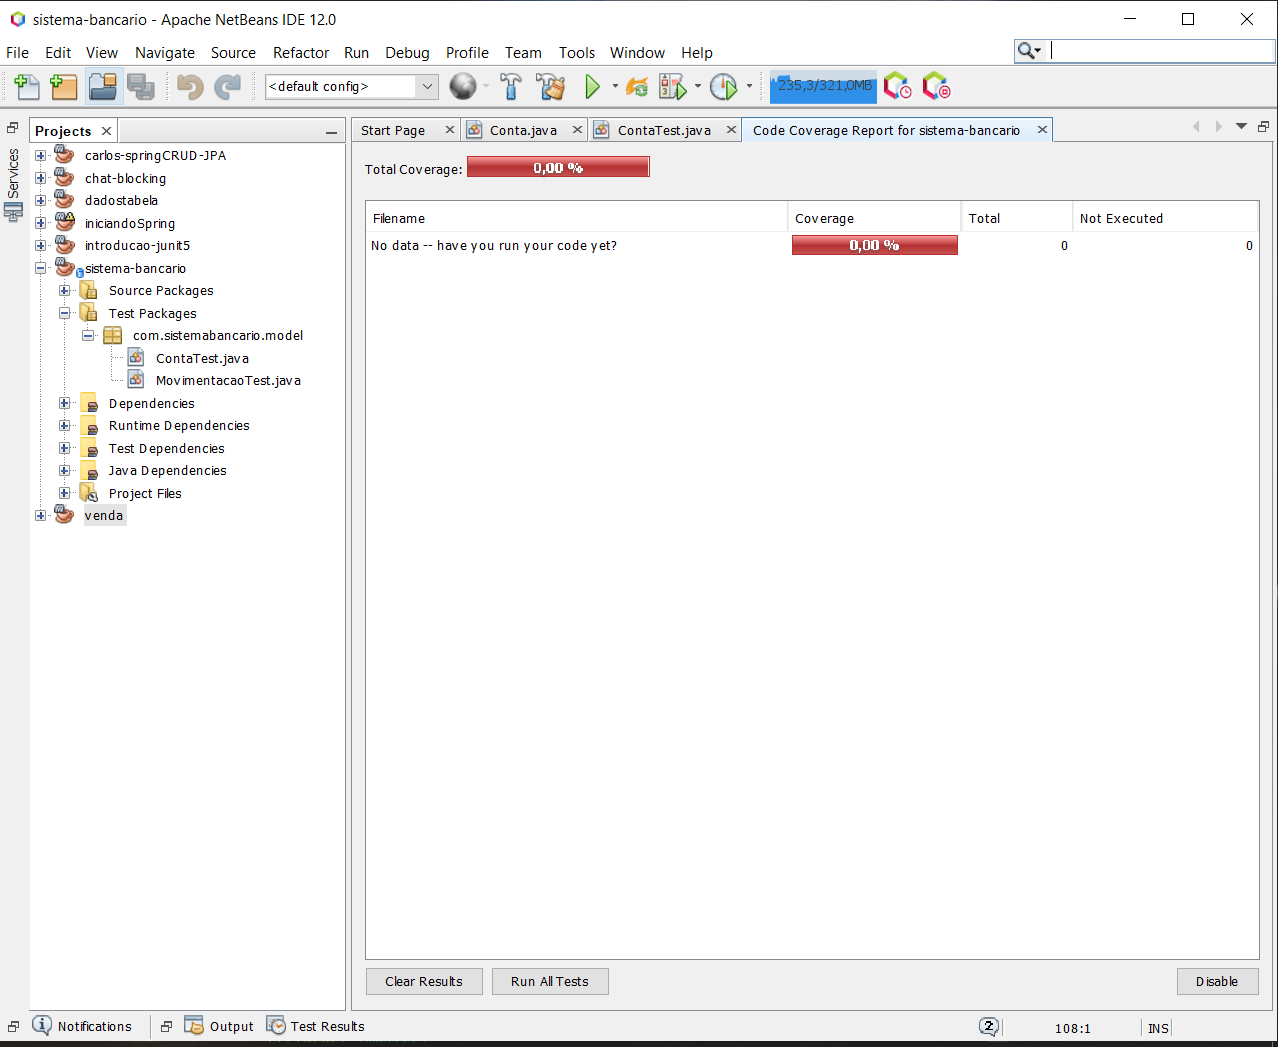 sistema-bancario - Apache NetBeans IDE 12.0
File Edit View Navigate Source Refactor Run Debug Profile Team Tools Window Help
<default config>
235,3/321,0MB
Services
Projects
carlos-springCRUD-JPA
chat-blocking
dadostabela
iniciandoSpring
introducao-junit5
sistema-bancario
Source Packages
Test Packages
com.sistemabancario.model
ContaTest.java
MovimentacaoTest.java
Dependencies
Runtime Dependencies
Test Dependencies
Java Dependencies
Project Files
venda
Start Page Conta.java ContaTest.java Code Coverage Report for sistema-bancario
Total Coverage: 0,00 %
Filename Coverage Total Not Executed
No data -- have you run your code yet? 0,00 % 0 0
Clear Results Run All Tests Disable
Notifications Output Test Results 2 108:1 INS